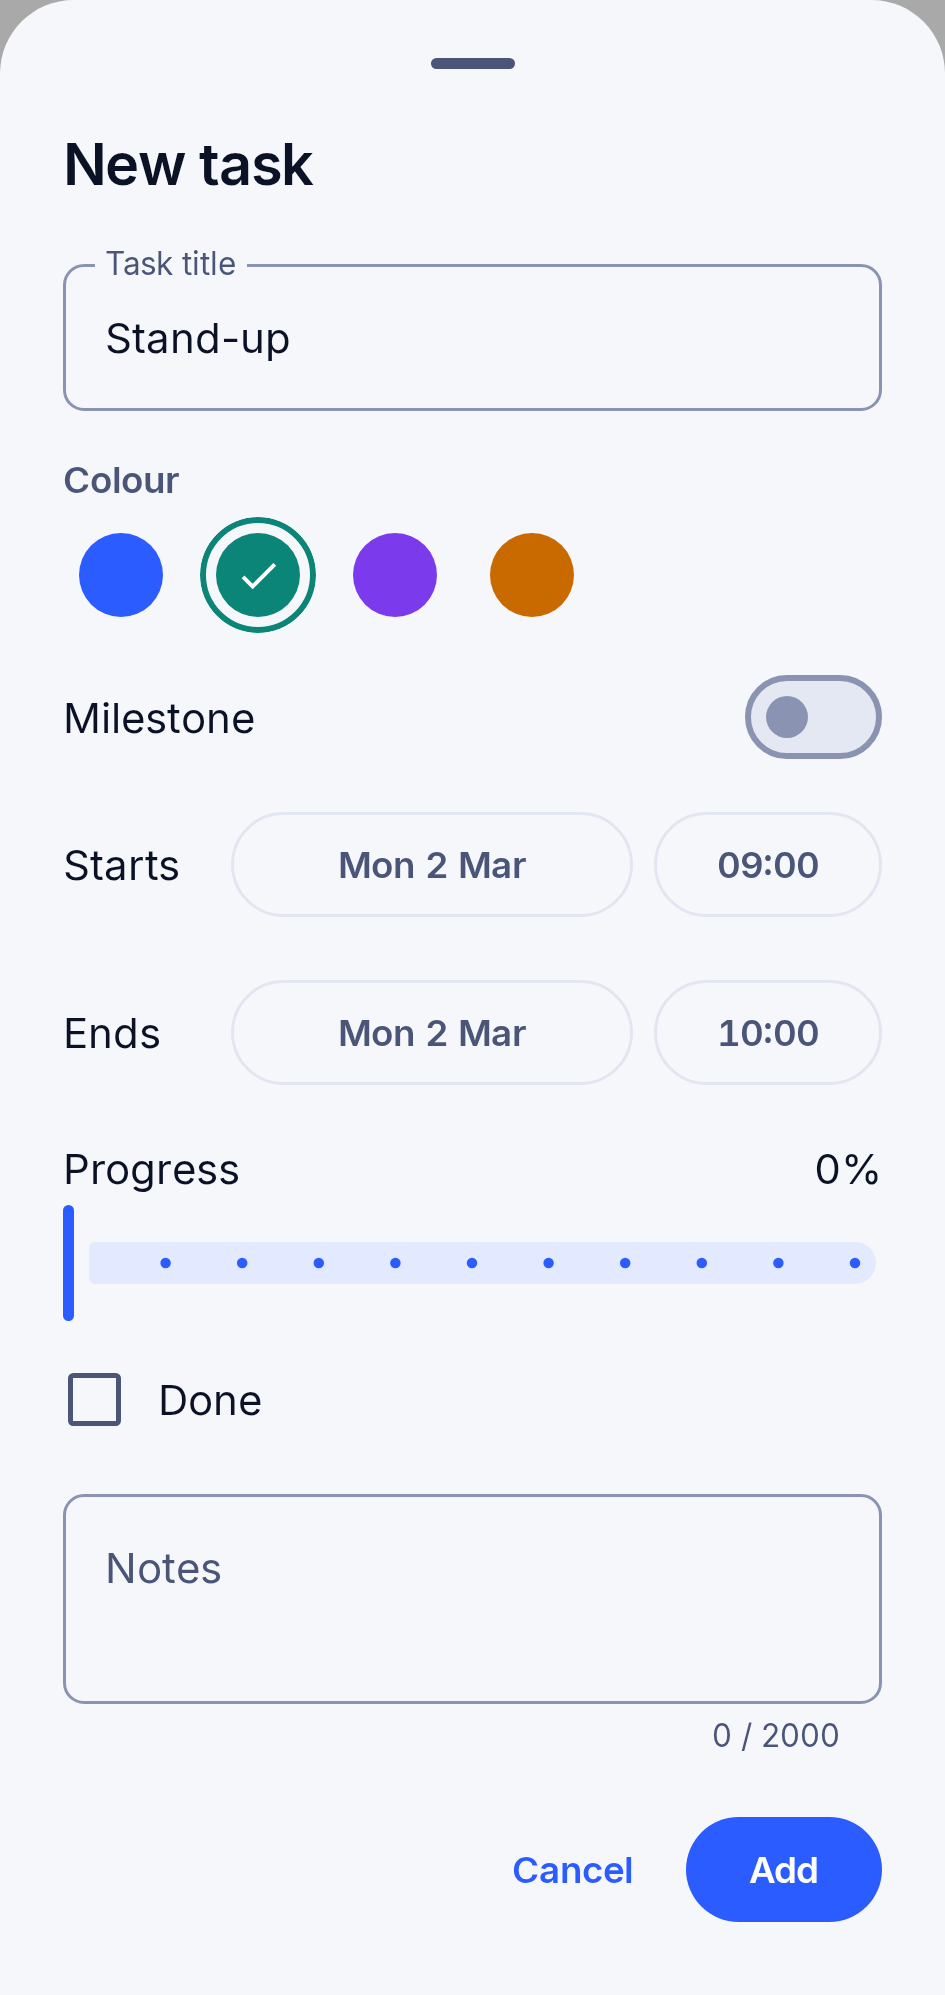 New task
Task title
Stand-up
Colour
Milestone
Starts Mon 2 Mar 09:00
Ends Mon 2 Mar 10:00
Progress 0%
Done
Notes
0 / 2000
Cancel Add